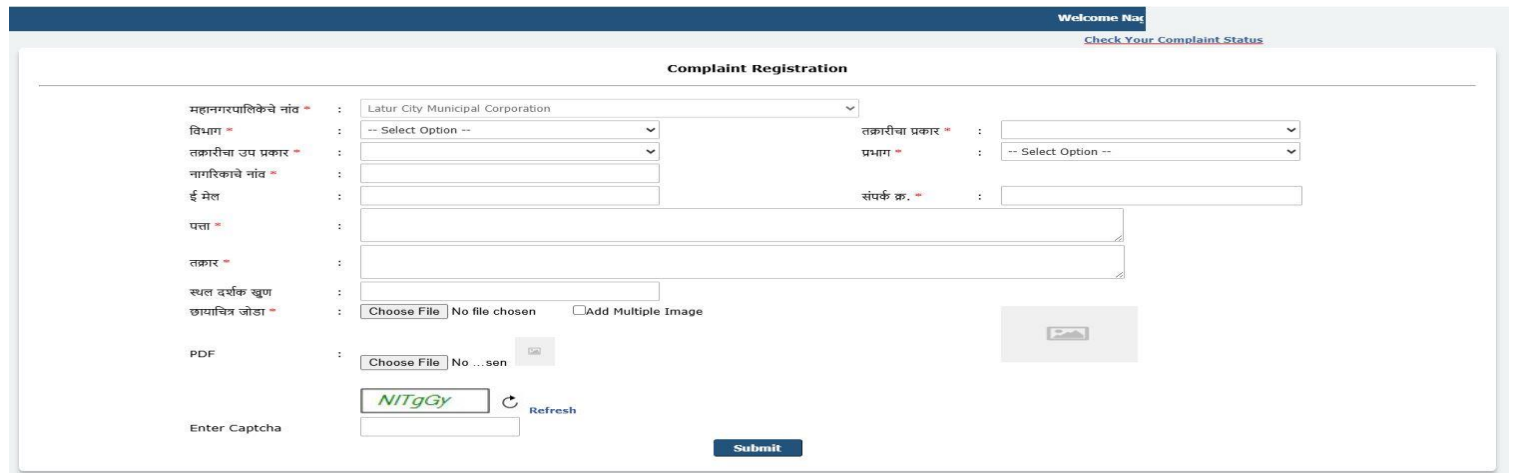 Welcome Nag
Check Your Complaint Status
Complaint Registration
महानगरपालिकेचे नांव * : Latur City Municipal Corporation
विभाग * : -- Select Option -- तक्रारीचा प्रकार * :
तक्रारीचा उप प्रकार * : प्रभाग * : -- Select Option --
नागरिकाचे नांव * :
ई मेल : संपर्क क्र. * :
पत्ता * :
तक्रार * :
स्थल दर्शक खुण :
छायाचित्र जोडा * : Choose File No file chosen Add Multiple Image
PDF : Choose File No ...sen
NITgGy Refresh
Enter Captcha
Submit